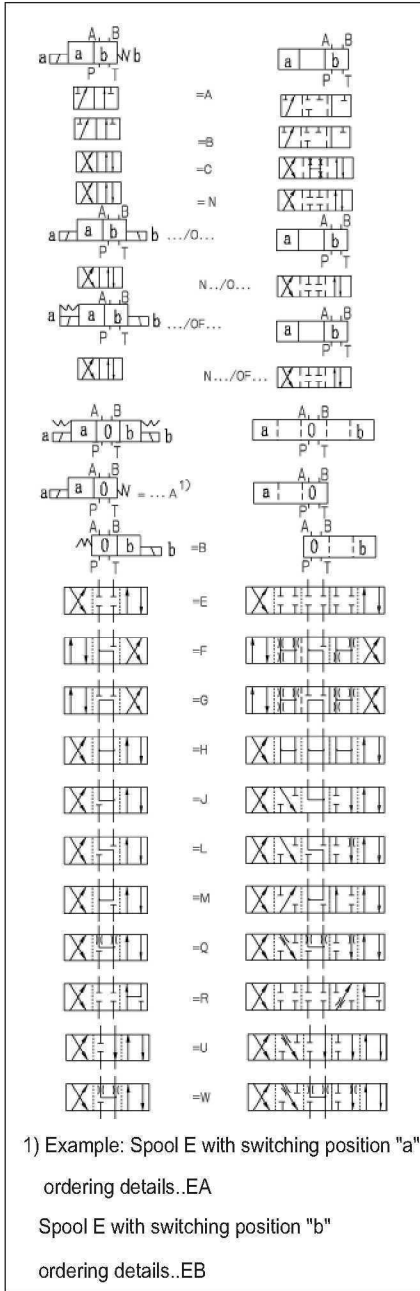 A B A B
a a b b a b
P T P T
=A
=B
=C
=N
A B A B
a a b b .../O... a b
P T P T
N../O...
A B A B
a a b b .../OF... a b
P T P T
N.../OF...
A B A B
a a 0 b b a 0 b
P T P T
A B A B
a a 0 = ... A 1) a 0
P T P T
A B A B
0 b b =B 0 b
P T P T
=E
=F
=G
=H
=J
=L
=M
=Q
=R
=U
=W
1) Example: Spool E with switching position "a"
ordering details..EA
Spool E with switching position "b"
ordering details..EB